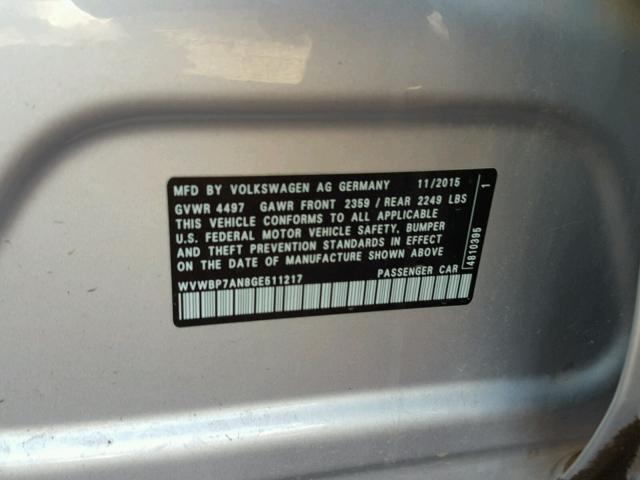 MFD BY VOLKSWAGEN AG GERMANY 11/2015
GVWR 4497 GAWR FRONT 2359 / REAR 2249 LBS
THIS VEHICLE CONFORMS TO ALL APPLICABLE
U.S. FEDERAL MOTOR VEHICLE SAFETY, BUMPER
AND THEFT PREVENTION STANDARDS IN EFFECT
ON THE DATE OF MANUFACTURE SHOWN ABOVE
WVWBP7AN8GE511217 PASSENGER CAR
4810395 1